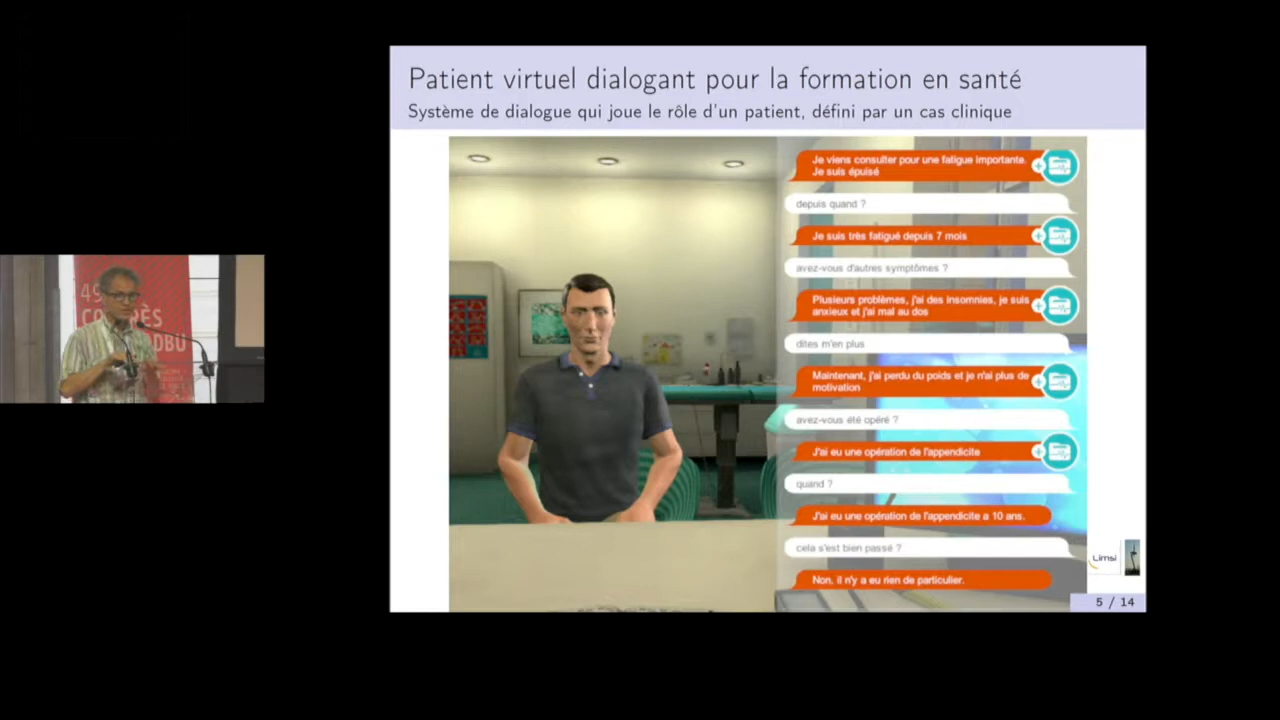 Patient virtuel dialogant pour la formation en santé
Système de dialogue qui joue le rôle d'un patient, défini par un cas clinique
Je viens consulter pour une fatigue importante.
Je suis épuisé
depuis quand ?
Je suis très fatigué depuis 7 mois
avez-vous d'autres symptômes ?
Plusieurs problèmes, j'ai des insomnies, je suis
anxieux et j'ai mal au dos
dites m'en plus
Maintenant, j'ai perdu du poids et je n'ai plus de
motivation
avez-vous été opéré ?
J'ai eu une opération de l'appendicite
quand ?
J'ai eu une opération de l'appendicite a 10 ans.
cela s'est bien passé ?
Non, il n'y a eu rien de particulier.
Limsi
5 / 14
49